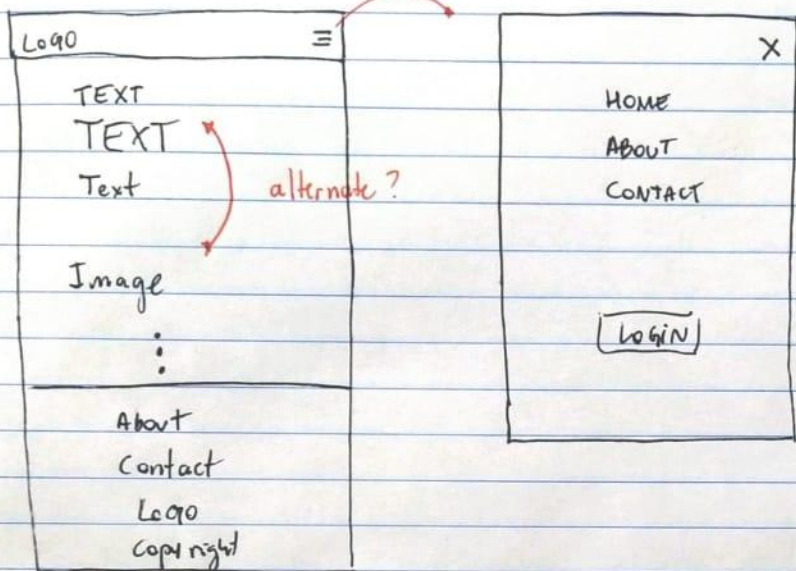 Logo
TEXT
TEXT
Text
alternate ?
Image
About
Contact
Logo
Copyright
X
HOME
ABOUT
CONTACT
LOGIN